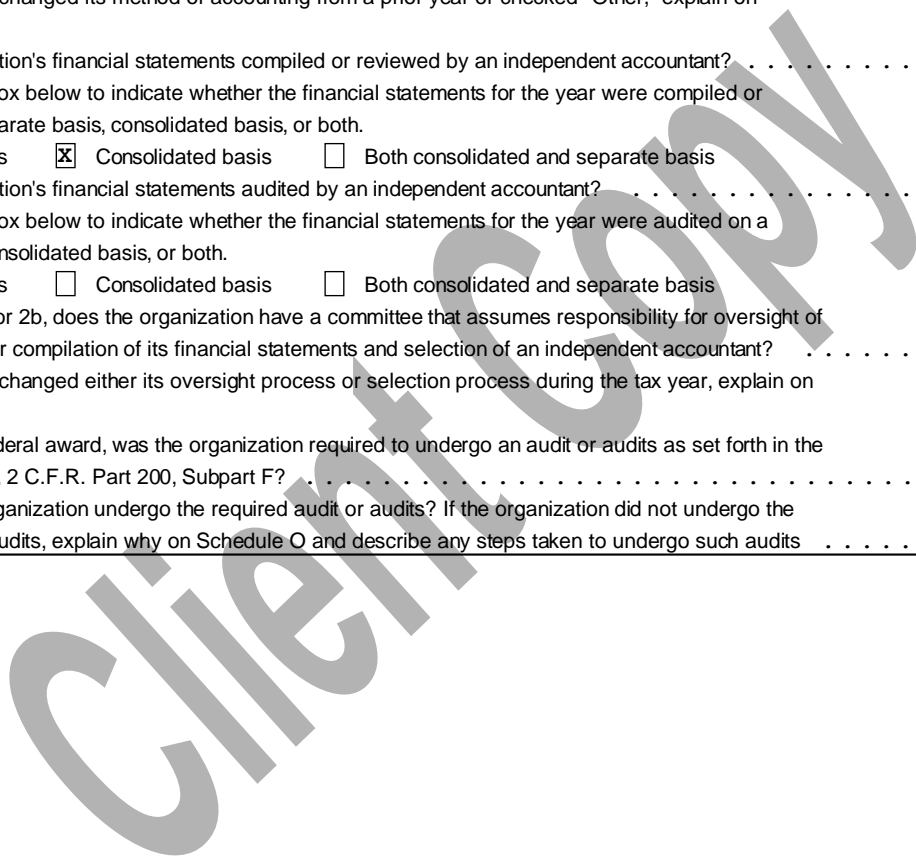 changed its method of accounting from a prior year or checked "Other," explain on
tion's financial statements compiled or reviewed by an independent accountant? . . . . . . . . .
ox below to indicate whether the financial statements for the year were compiled or
arate basis, consolidated basis, or both.
s X Consolidated basis Both consolidated and separate basis
tion's financial statements audited by an independent accountant? . . . . . . . . . . . . . . .
ox below to indicate whether the financial statements for the year were audited on a
nsolidated basis, or both.
s Consolidated basis Both consolidated and separate basis
or 2b, does the organization have a committee that assumes responsibility for oversight of
r compilation of its financial statements and selection of an independent accountant? . . . . . .
changed either its oversight process or selection process during the tax year, explain on
deral award, was the organization required to undergo an audit or audits as set forth in the
2 C.F.R. Part 200, Subpart F? . . . . . . . . . . . . . . . . . . . . . . . . . . . . . . .
ganization undergo the required audit or audits? If the organization did not undergo the
udits, explain why on Schedule O and describe any steps taken to undergo such audits . . . . .
Client Copy